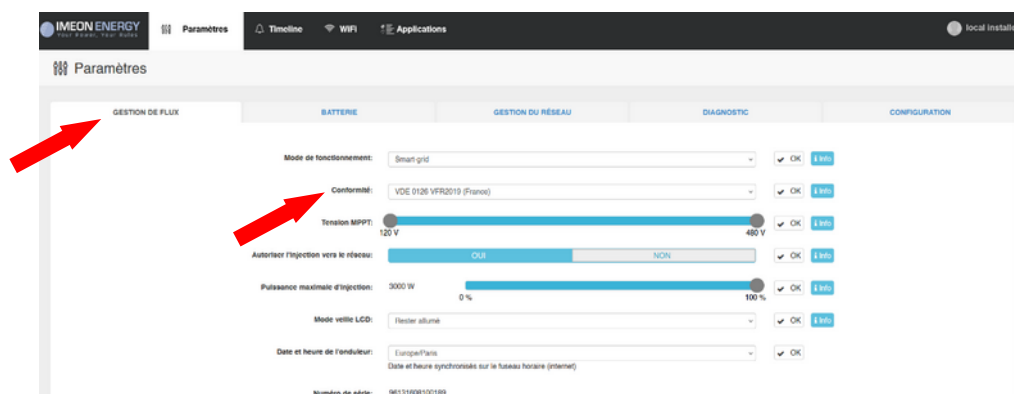 IMEON ENERGY
Your Power, Your Rules
Paramètres
Timeline
WiFi
Applications
local installe
Paramètres
GESTION DE FLUX
BATTERIE
GESTION DU RÉSEAU
DIAGNOSTIC
CONFIGURATION
Mode de fonctionnement: Smart-grid OK Info
Conformité: VDE 0126 VFR2019 (France) OK Info
Tension MPPT: OK Info
120 V 480 V
Autoriser l'injection vers le réseau: OUI NON OK Info
Puissance maximale d'injection: 3000 W OK Info
0 % 100 %
Mode veille LCD: Rester allumé OK Info
Date et heure de l'onduleur: Europe/Paris OK
Date et heure synchronisés sur le fuseau horaire (internet)
Numéro de série: 96131608100189